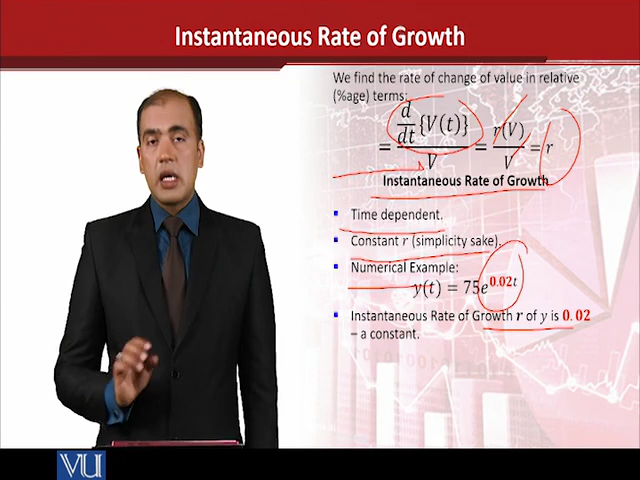 Instantaneous Rate of Growth
We find the rate of change of value in relative
(%age) terms:
= d/dt {V(t)} / V = r(V) / V = r
Instantaneous Rate of Growth
▪ Time dependent.
▪ Constant r (simplicity sake).
▪ Numerical Example:
y(t) = 75e^0.02t
▪ Instantaneous Rate of Growth r of y is 0.02
– a constant.
VU